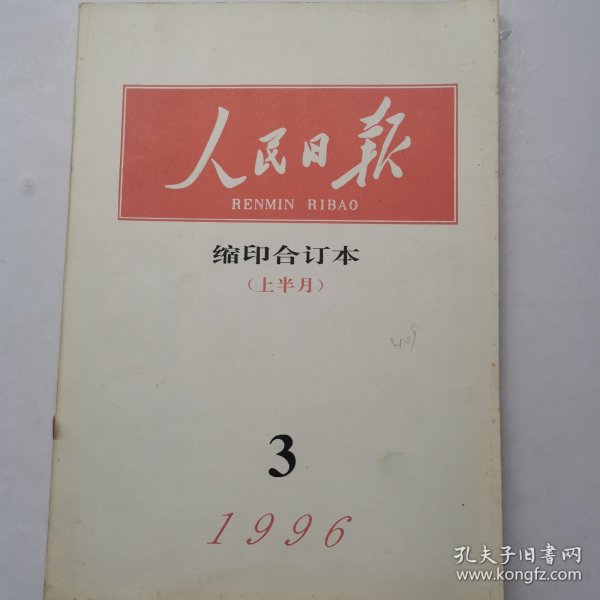 人民日报
RENMIN RIBAO
缩印合订本
（上半月）
3
1996
孔夫子旧书网
www.kongfz.com